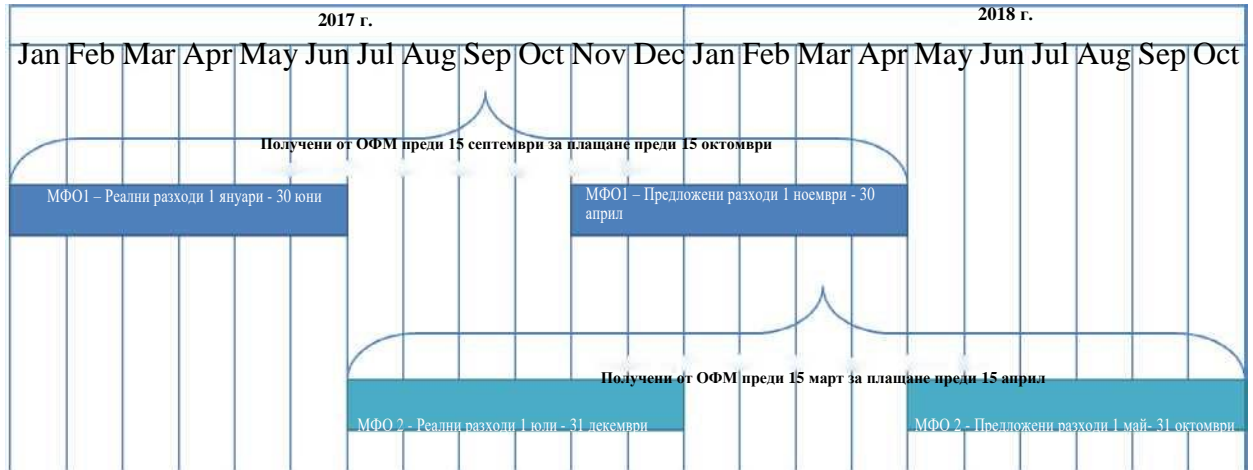 2017 г.
2018 г.
Jan Feb Mar Apr May Jun Jul Aug Sep Oct Nov Dec Jan Feb Mar Apr May Jun Jul Aug Sep Oct
Получени от ОФМ преди 15 септември за плащане преди 15 октомври
МФО1 – Реални разходи 1 януари - 30 юни
МФО1 – Предложени разходи 1 ноември - 30
април
Получени от ОФМ преди 15 март за плащане преди 15 април
МФО 2 - Реални разходи 1 юли - 31 декември
МФО 2 - Предложени разходи 1 май- 31 октомври